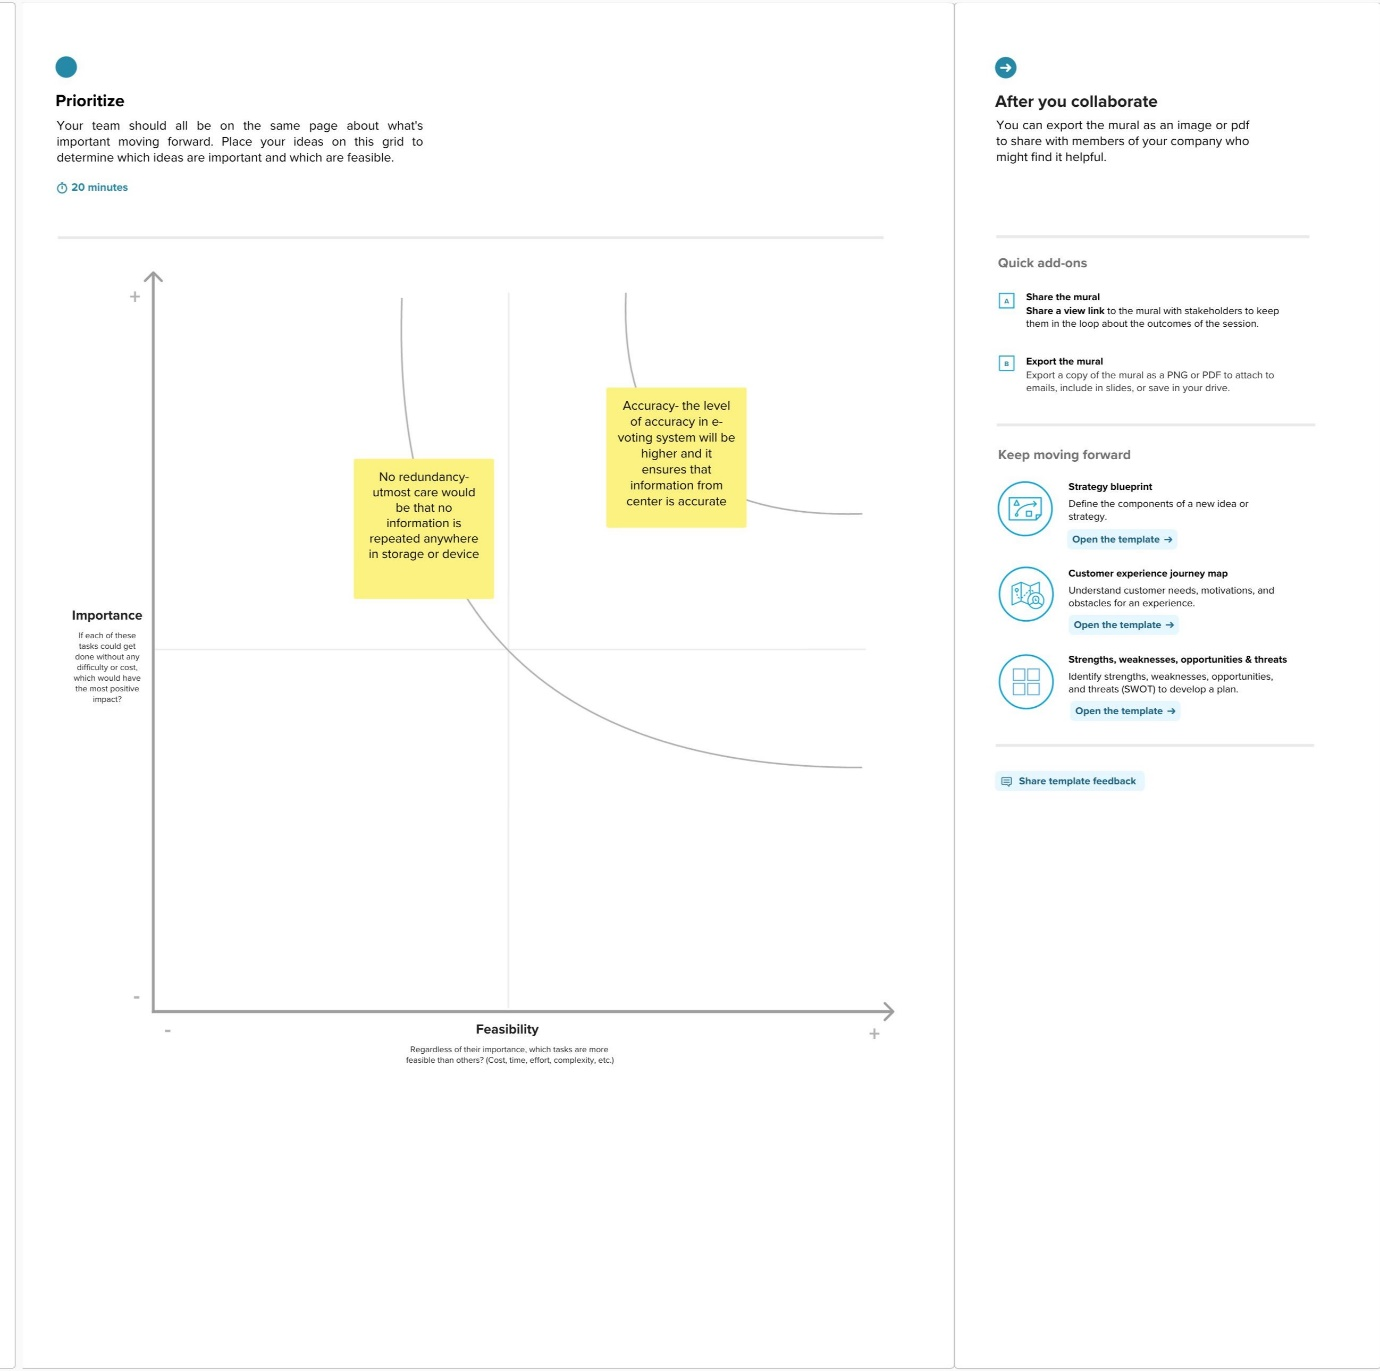 Prioritize
Your team should all be on the same page about what's
important moving forward. Place your ideas on this grid to
determine which ideas are important and which are feasible.
20 minutes
+
No redundancy-
utmost care would
be that no
information is
repeated anywhere
in storage or device
Accuracy- the level
of accuracy in e-
voting system will be
higher and it
ensures that
information from
center is accurate
Importance
If each of these
tasks could get
done without any
difficulty or cost,
which would have
the most positive
impact?
-
-
Feasibility
+
Regardless of their importance, which tasks are more
feasible than others? (Cost, time, effort, complexity, etc.)
After you collaborate
You can export the mural as an image or pdf
to share with members of your company who
might find it helpful.
Quick add-ons
A
Share the mural
Share a view link to the mural with stakeholders to keep
them in the loop about the outcomes of the session.
B
Export the mural
Export a copy of the mural as a PNG or PDF to attach to
emails, include in slides, or save in your drive.
Keep moving forward
Strategy blueprint
Define the components of a new idea or
strategy.
Open the template →
Customer experience journey map
Understand customer needs, motivations, and
obstacles for an experience.
Open the template →
Strengths, weaknesses, opportunities & threats
Identify strengths, weaknesses, opportunities,
and threats (SWOT) to develop a plan.
Open the template →
Share template feedback